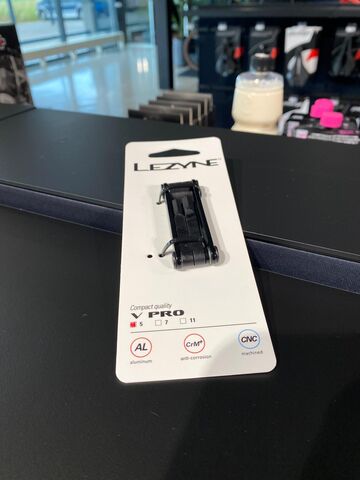 LEZYNE
Compact quality
V PRO
5 7 11
AL CrMº CNC
aluminum anti-corrosion machined